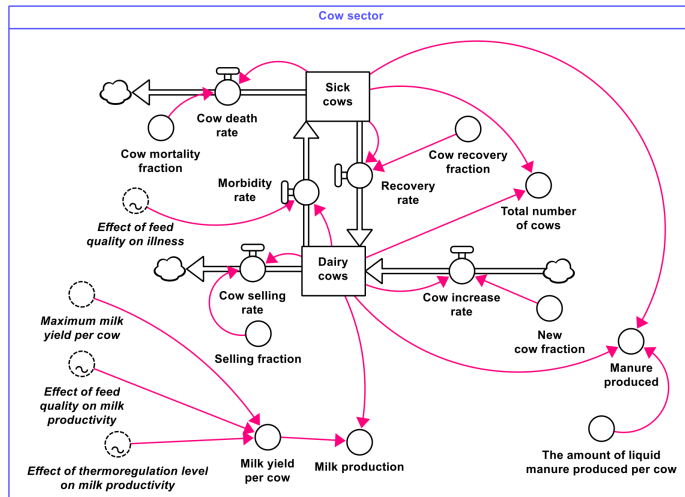 Cow sector
Sick
cows
Cow death
rate
Cow mortality
fraction
Cow recovery
fraction
Morbidity
rate
Recovery
rate
Total number
of cows
Effect of feed
quality on illness
Dairy
cows
Cow selling
rate
Cow increase
rate
Maximum milk
yield per cow
Selling fraction
New
cow fraction
Manure
produced
Effect of feed
quality on milk
productivity
Milk yield
per cow
Milk production
The amount of liquid
manure produced per cow
Effect of thermoregulation level
on milk productivity